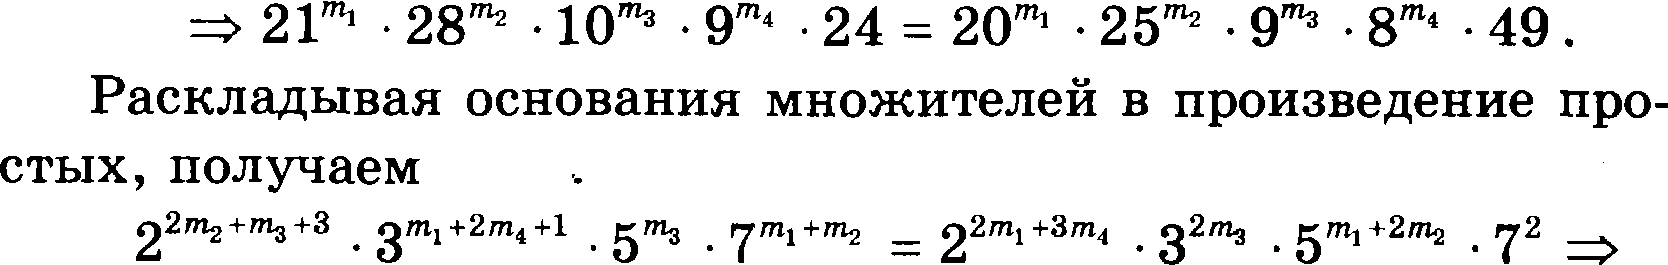 ⇒ 21^{m_1} · 28^{m_2} · 10^{m_3} · 9^{m_4} · 24 = 20^{m_1} · 25^{m_2} · 9^{m_3} · 8^{m_4} · 49.
Раскладывая основания множителей в произведение про-
стых, получаем
2^{2m_2+m_3+3} · 3^{m_1+2m_4+1} · 5^{m_3} · 7^{m_1+m_2} = 2^{2m_1+3m_4} · 3^{2m_3} · 5^{m_1+2m_2} · 7^2 ⇒